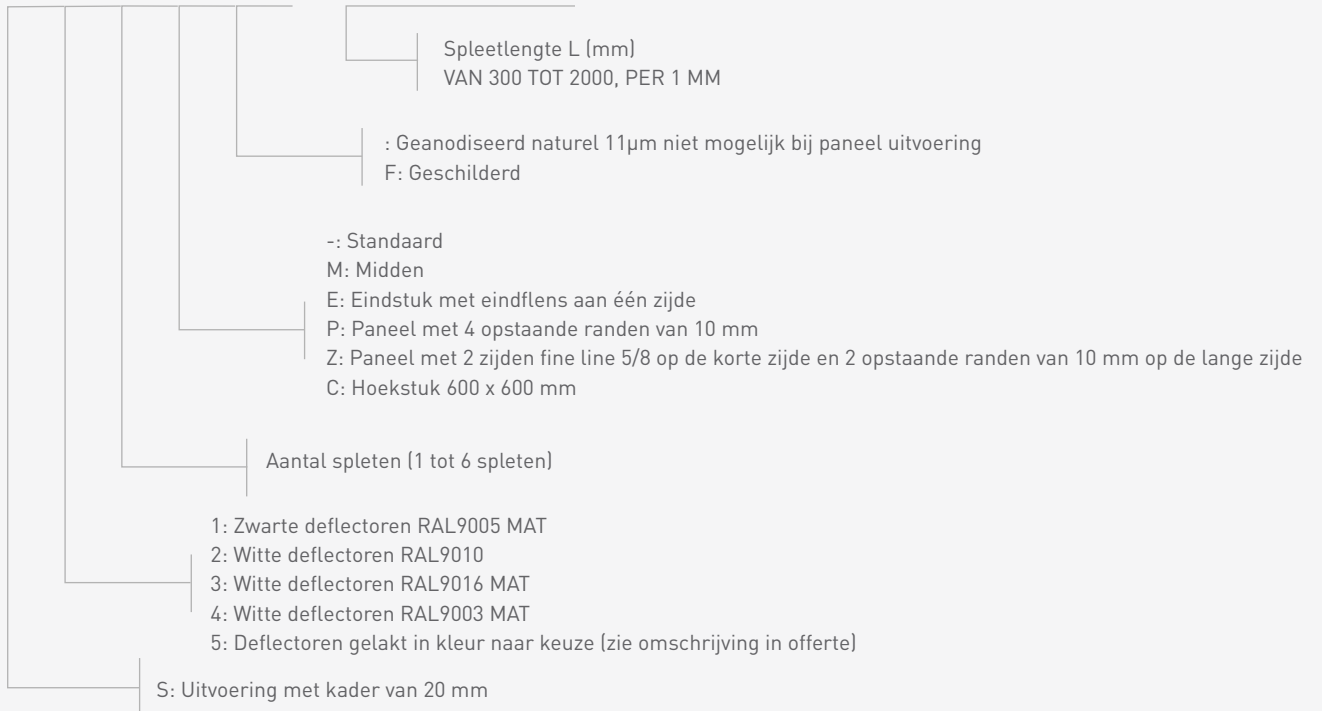 Spleetlengte L (mm)
VAN 300 TOT 2000, PER 1 MM
: Geanodiseerd naturel 11µm niet mogelijk bij paneel uitvoering
F: Geschilderd
-: Standaard
M: Midden
E: Eindstuk met eindflens aan één zijde
P: Paneel met 4 opstaande randen van 10 mm
Z: Paneel met 2 zijden fine line 5/8 op de korte zijde en 2 opstaande randen van 10 mm op de lange zijde
C: Hoekstuk 600 x 600 mm
Aantal spleten (1 tot 6 spleten)
1: Zwarte deflectoren RAL9005 MAT
2: Witte deflectoren RAL9010
3: Witte deflectoren RAL9016 MAT
4: Witte deflectoren RAL9003 MAT
5: Deflectoren gelakt in kleur naar keuze (zie omschrijving in offerte)
S: Uitvoering met kader van 20 mm